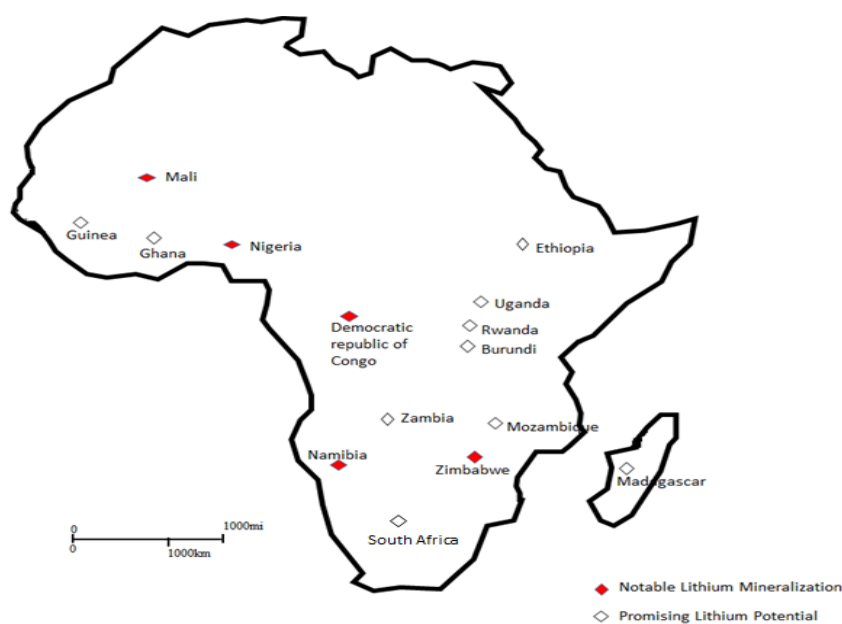 Mali
Guinea
Ghana
Nigeria
Ethiopia
Uganda
Rwanda
Burundi
Democratic
republic of
Congo
Zambia
Mozambique
Namibia
Zimbabwe
Madagascar
South Africa
0
1000mi
0
1000km
Notable Lithium Mineralization
Promising Lithium Potential